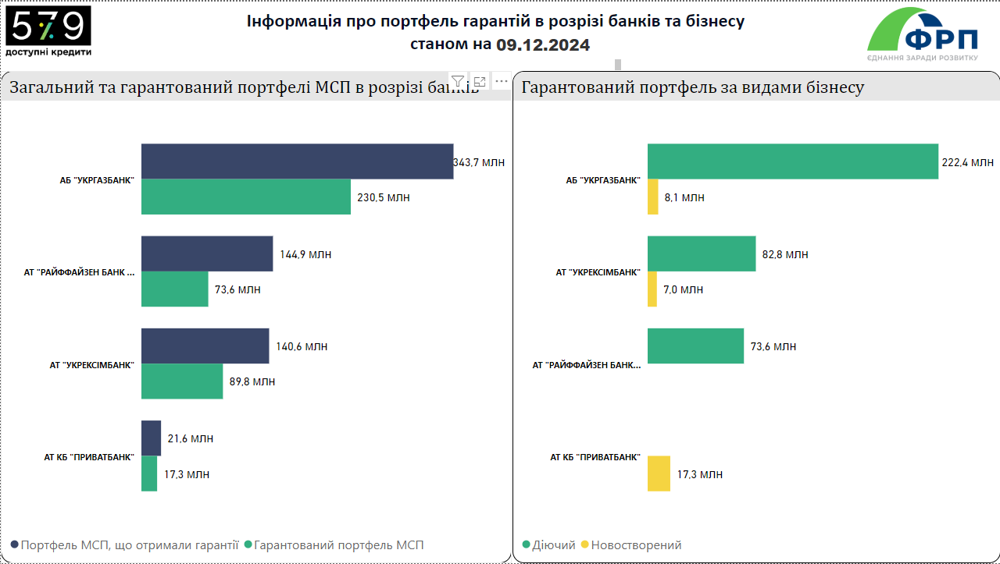 579
доступні кредити
Інформація про портфель гарантій в розрізі банків та бізнесу
станом на 09.12.2024
ФРП
ЄДНАННЯ ЗАРАДИ РОЗВИТКУ
Загальний та гарантований портфелі МСП в розрізі банків
АБ "УКРГАЗБАНК"
343,7 МЛН
230,5 МЛН
АТ "РАЙФФАЙЗЕН БАНК ...
144,9 МЛН
73,6 МЛН
АТ "УКРЕКСІМБАНК"
140,6 МЛН
89,8 МЛН
АТ КБ "ПРИВАТБАНК"
21,6 МЛН
17,3 МЛН
Портфель МСП, що отримали гарантії Гарантований портфель МСП
Гарантований портфель за видами бізнесу
АБ "УКРГАЗБАНК"
222,4 МЛН
8,1 МЛН
АТ "УКРЕКСІМБАНК"
82,8 МЛН
7,0 МЛН
АТ "РАЙФФАЙЗЕН БАНК...
73,6 МЛН
АТ КБ "ПРИВАТБАНК"
17,3 МЛН
Діючий Новостворений